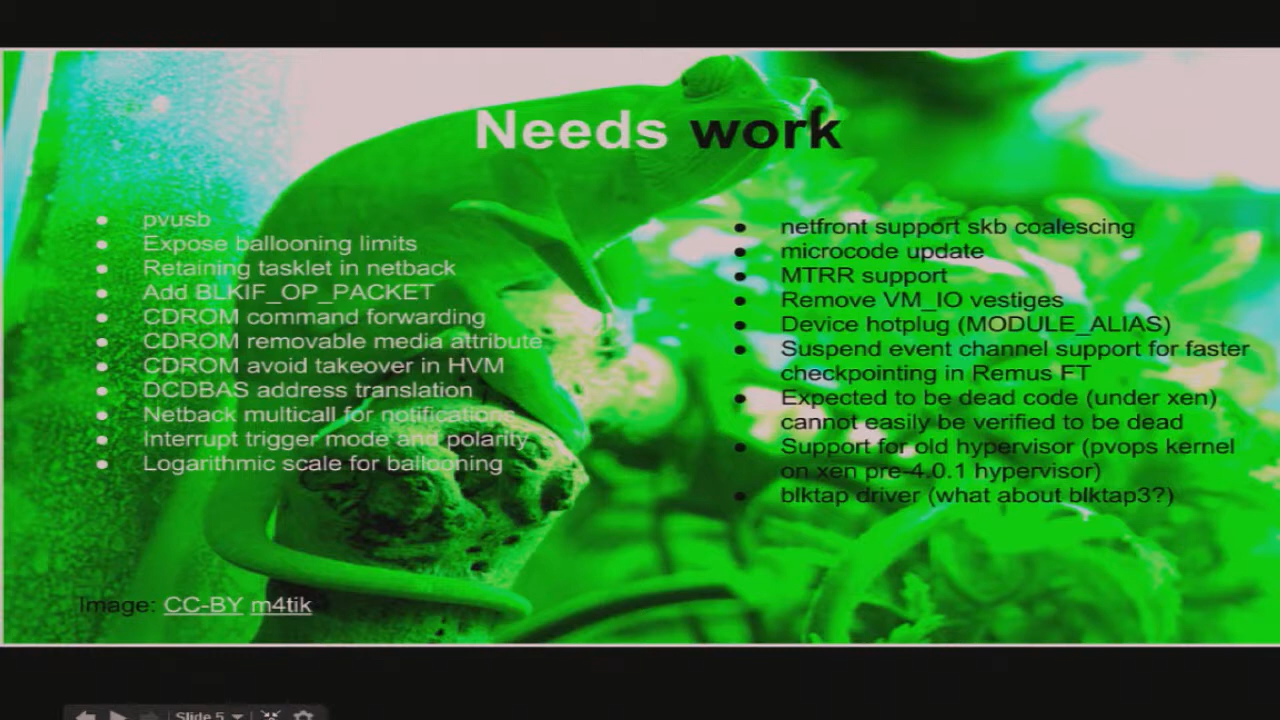 Needs work
pvusb
Expose ballooning limits
Retaining tasklet in netback
Add BLKIF_OP_PACKET
CDROM command forwarding
CDROM removable media attribute
CDROM avoid takeover in HVM
DCDBAS address translation
Netback multicall for notifications
Interrupt trigger mode and polarity
Logarithmic scale for ballooning
netfront support skb coalescing
microcode update
MTRR support
Remove VM_IO vestiges
Device hotplug (MODULE_ALIAS)
Suspend event channel support for faster
checkpointing in Remus FT
Expected to be dead code (under xen)
cannot easily be verified to be dead
Support for old hypervisor (pvops kernel
on xen pre-4.0.1 hypervisor)
blktap driver (what about blktap3?)
Image: CC-BY m4tik
Slide 5